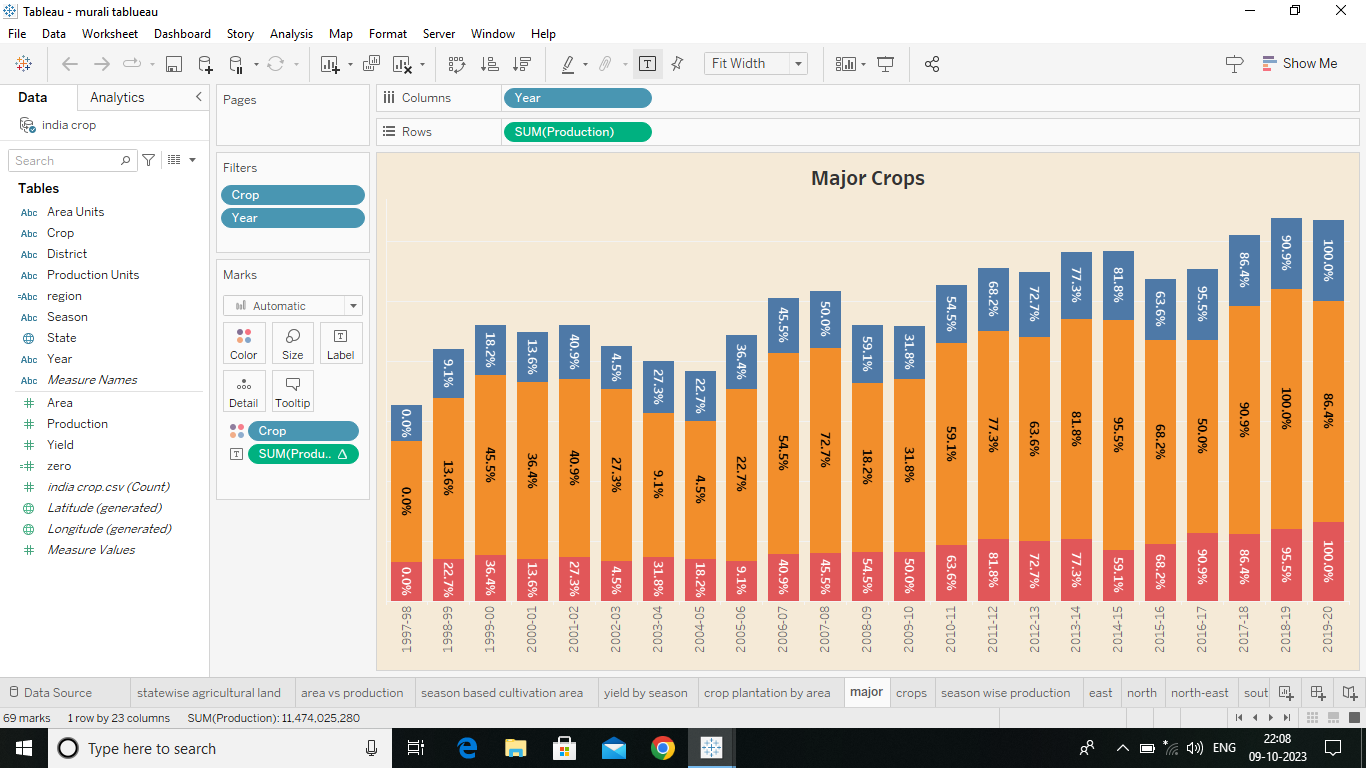 Tableau - murali tablueau
File Data Worksheet Dashboard Story Analysis Map Format Server Window Help
Fit Width
Show Me
Data Analytics
india crop
Search
Tables
Abc Area Units
Abc Crop
Abc District
Abc Production Units
=Abc region
Abc Season
State
Abc Year
Abc Measure Names
# Area
# Production
# Yield
=# zero
# india crop.csv (Count)
Latitude (generated)
Longitude (generated)
# Measure Values
Pages
Filters
Crop
Year
Marks
Automatic
Color Size Label
Detail Tooltip
Crop
SUM(Produ.. Δ
Columns Year
Rows SUM(Production)
Major Crops
0.0% 9.1% 18.2% 13.6% 40.9% 4.5% 27.3% 22.7% 36.4% 45.5% 50.0% 59.1% 31.8% 54.5% 68.2% 72.7% 77.3% 81.8% 63.6% 95.5% 86.4% 90.9% 100.0%
0.0% 13.6% 45.5% 36.4% 40.9% 27.3% 9.1% 4.5% 22.7% 54.5% 72.7% 18.2% 31.8% 59.1% 77.3% 63.6% 81.8% 95.5% 68.2% 50.0% 90.9% 100.0% 86.4%
0.0% 22.7% 36.4% 13.6% 27.3% 4.5% 31.8% 18.2% 9.1% 40.9% 45.5% 54.5% 50.0% 63.6% 81.8% 72.7% 77.3% 59.1% 68.2% 90.9% 86.4% 95.5% 100.0%
1997-98 1998-99 1999-00 2000-01 2001-02 2002-03 2003-04 2004-05 2005-06 2006-07 2007-08 2008-09 2009-10 2010-11 2011-12 2012-13 2013-14 2014-15 2015-16 2016-17 2017-18 2018-19 2019-20
Data Source statewise agricultural land area vs production season based cultivation area yield by season crop plantation by area major crops season wise production east north north-east sout
69 marks 1 row by 23 columns SUM(Production): 11,474,025,280
Type here to search
ENG
22:08
09-10-2023